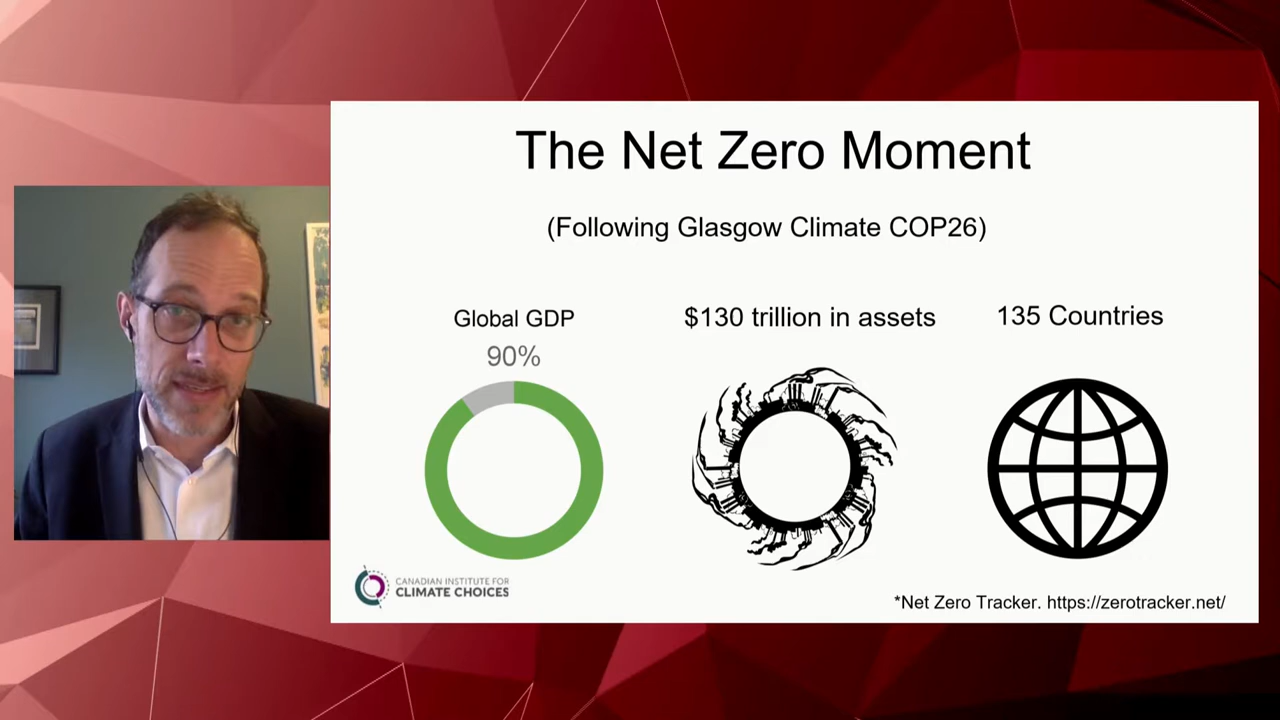 The Net Zero Moment
(Following Glasgow Climate COP26)
Global GDP
90%
$130 trillion in assets
135 Countries
CANADIAN INSTITUTE FOR
CLIMATE CHOICES
*Net Zero Tracker. https://zerotracker.net/